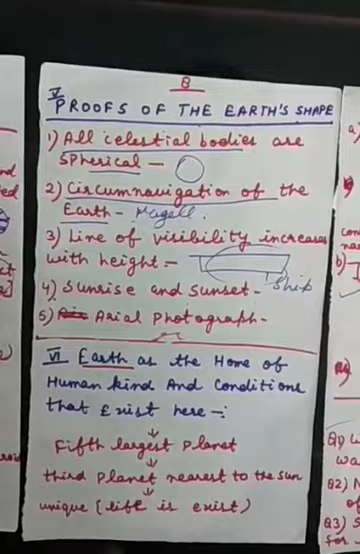 8
V PROOFS OF THE EARTH'S SHAPE
1) All celestial bodies are
Spherical -
2) Circumnavigation of the
Earth - Magell.
3) Line of visibility increases
with height. -
Ship
4) Sunrise and Sunset -
5) Arial Photograph -
VI Earth as the Home of
Human kind And Conditions
that Exist here -:
Fifth largest Planet
third Planet nearest to the Sun
unique (life is exist)
a)
b)
Q2)
Q3)